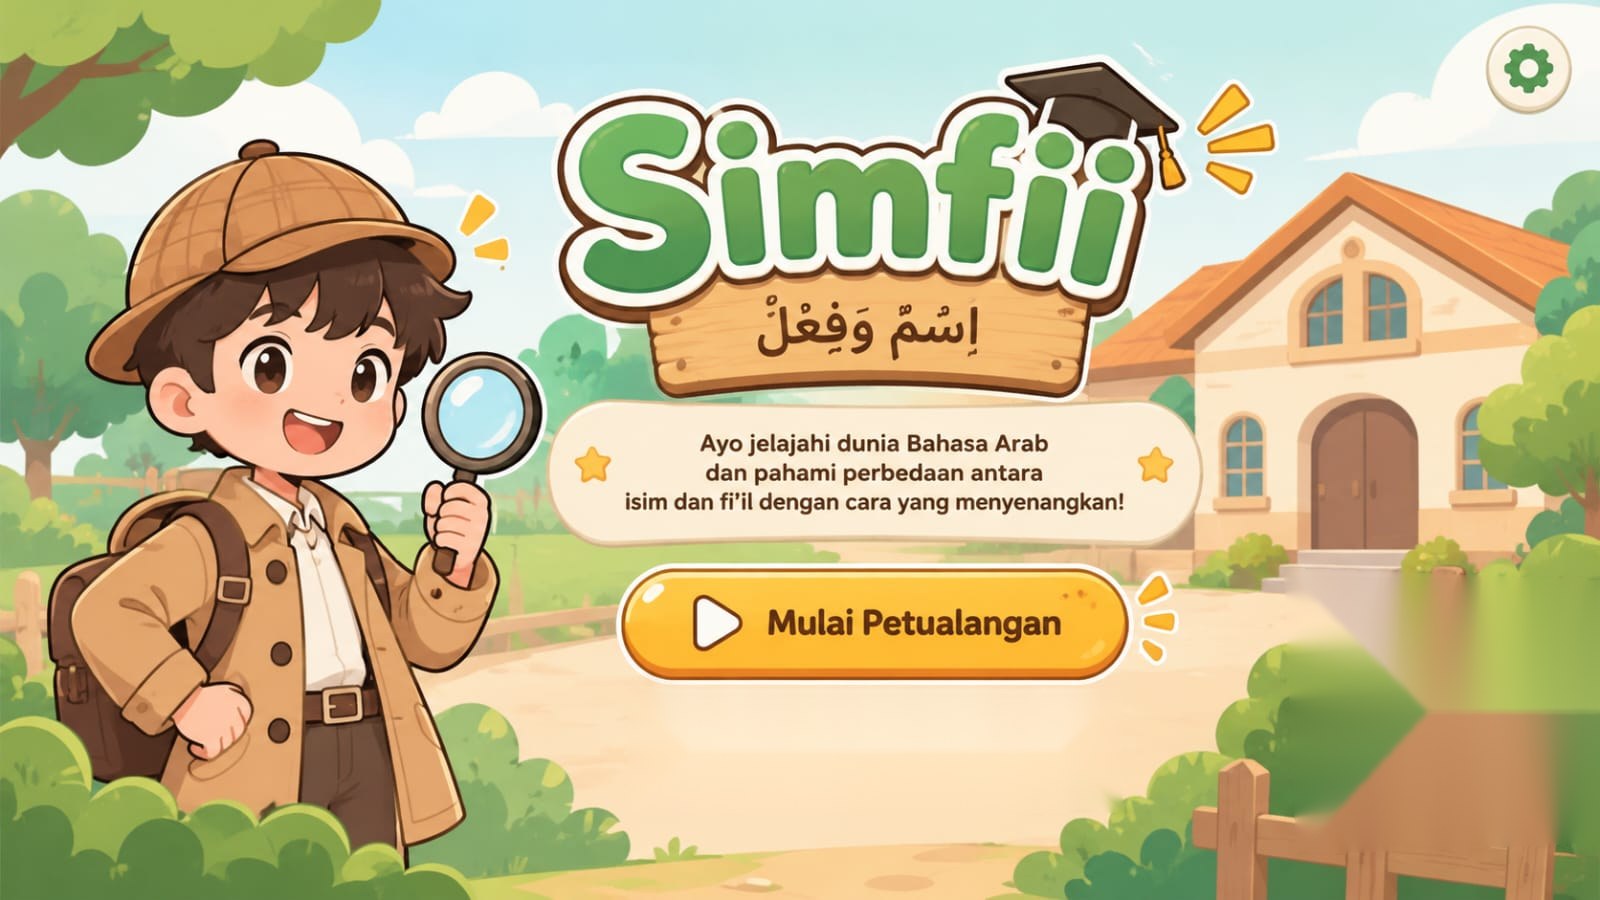 Simfii
اِسْمٌ وَفِعْلٌ
Ayo jelajahi dunia Bahasa Arab
dan pahami perbedaan antara
isim dan fi'il dengan cara yang menyenangkan!
Mulai Petualangan